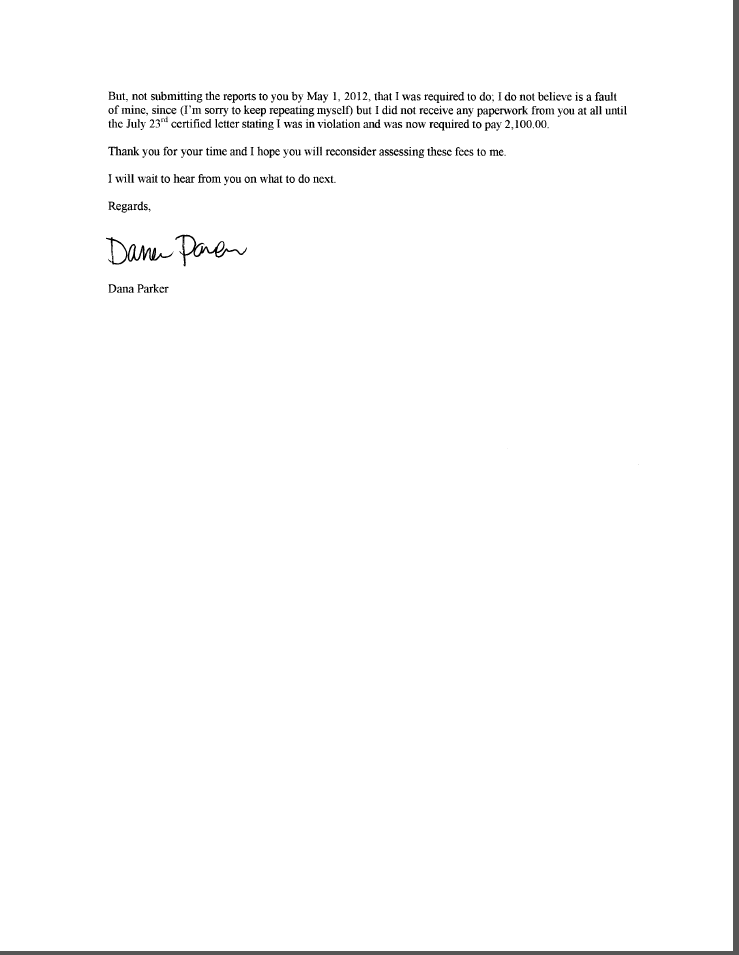 But, not submitting the reports to you by May 1, 2012, that I was required to do; I do not believe is a fault
of mine, since (I'm sorry to keep repeating myself) but I did not receive any paperwork from you at all until
the July 23rd certified letter stating I was in violation and was now required to pay 2,100.00.
Thank you for your time and I hope you will reconsider assessing these fees to me.
I will wait to hear from you on what to do next.
Regards,
Dana Parker